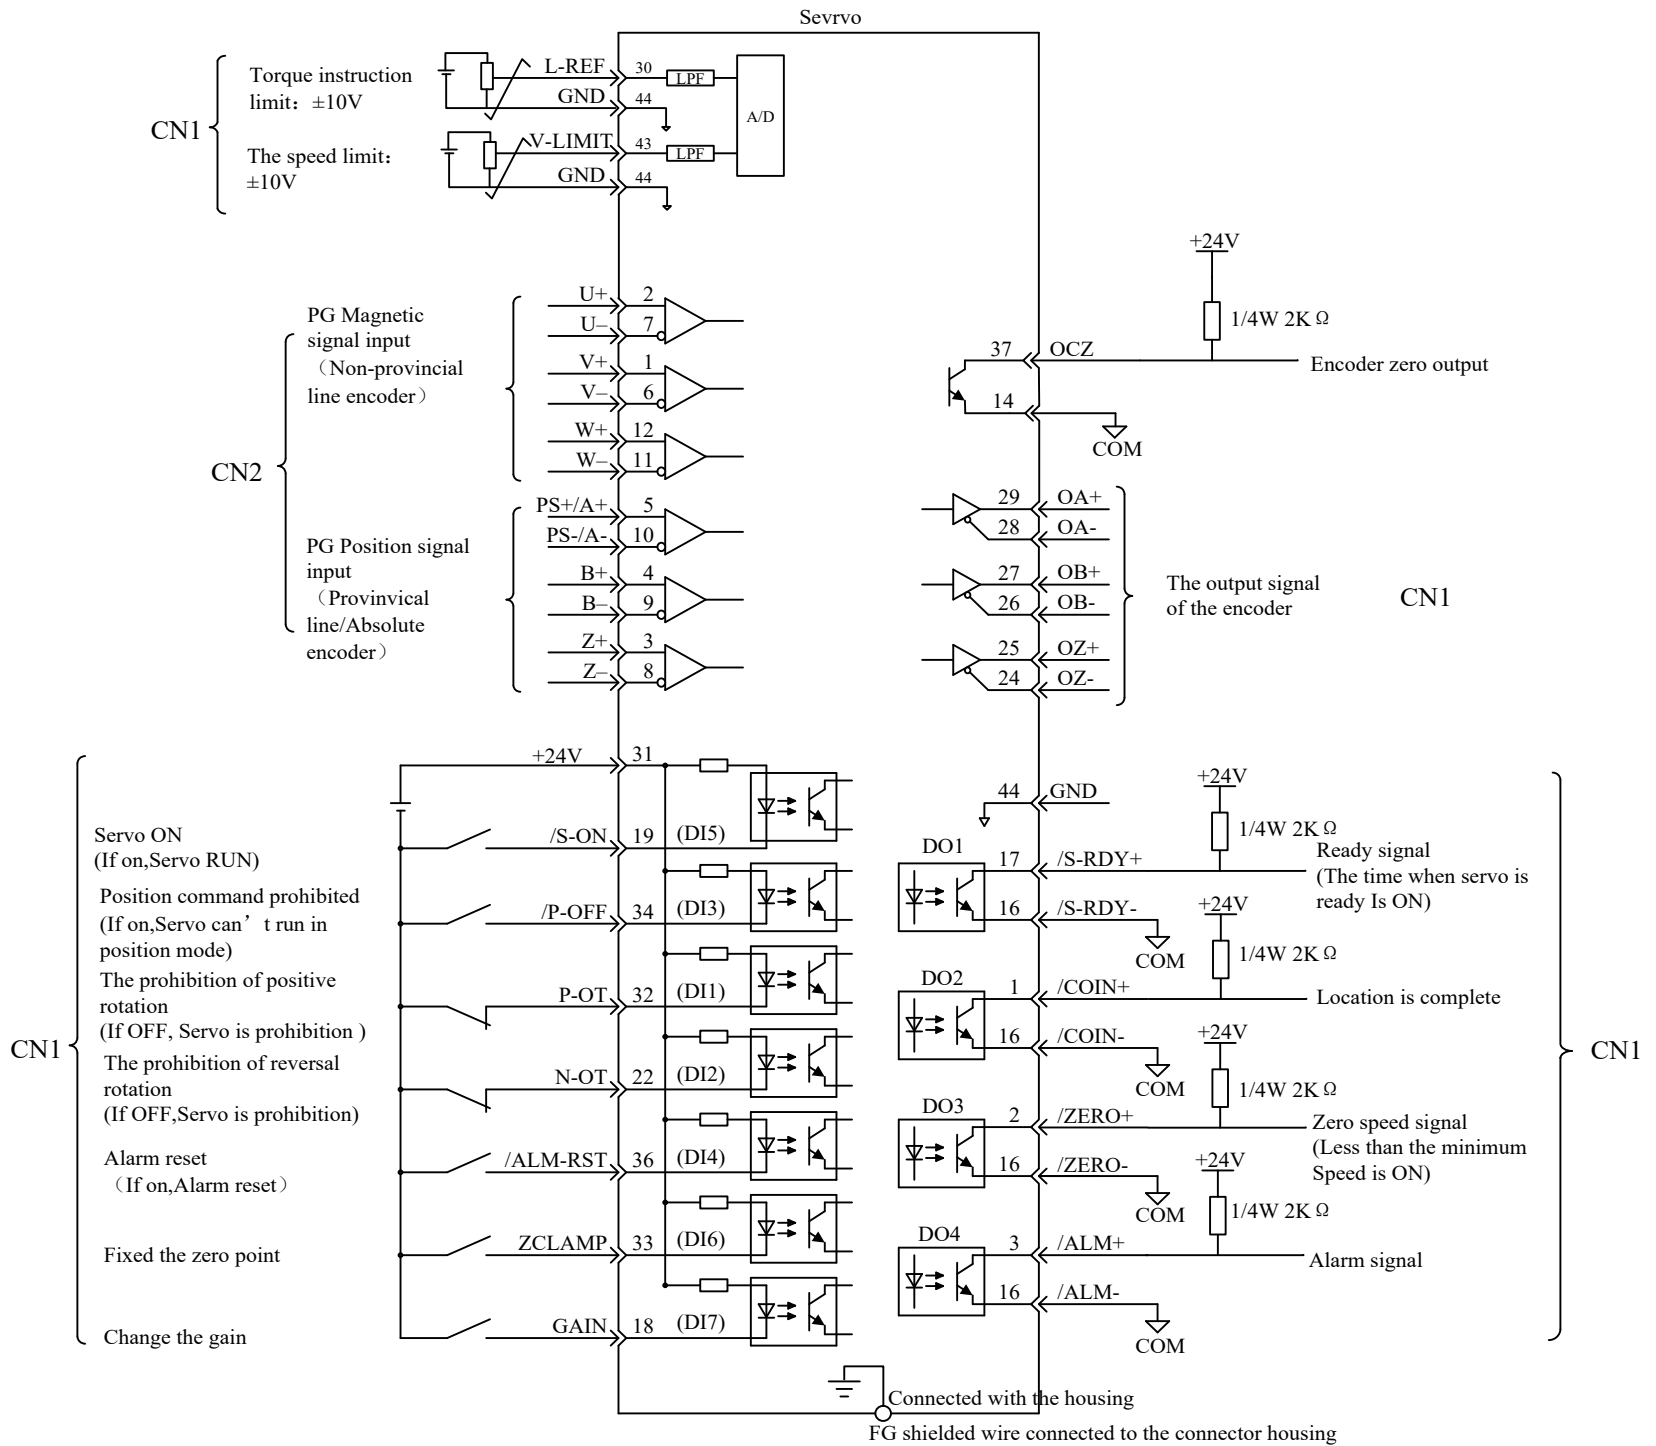 Sevrvo
CN1
Torque instruction
limit：±10V
L-REF
30
LPF
GND
44
A/D
The speed limit：
±10V
V-LIMIT
43
LPF
GND
44
CN2
PG Magnetic
signal input
（Non-provincial
line encoder）
U+
2
U–
7
V+
1
V–
6
W+
12
W–
11
PG Position signal
input
（Provinvical
line/Absolute
encoder）
PS+/A+
5
PS-/A-
10
B+
4
B–
9
Z+
3
Z–
8
+24V
1/4W 2KΩ
37
OCZ
Encoder zero output
14
COM
29
OA+
28
OA-
27
OB+
26
OB-
25
OZ+
24
OZ-
The output signal
of the encoder
CN1
CN1
+24V
31
Servo ON
(If on,Servo RUN)
/S-ON
19
(DI5)
Position command prohibited
(If on,Servo can’t run in
position mode)
/P-OFF
34
(DI3)
The prohibition of positive
rotation
(If OFF, Servo is prohibition )
P-OT
32
(DI1)
The prohibition of reversal
rotation
(If OFF,Servo is prohibition)
N-OT
22
(DI2)
Alarm reset
（If on,Alarm reset）
/ALM-RST
36
(DI4)
Fixed the zero point
ZCLAMP
33
(DI6)
Change the gain
GAIN
18
(DI7)
44
GND
+24V
1/4W 2KΩ
DO1
17
/S-RDY+
Ready signal
(The time when servo is
ready Is ON)
16
/S-RDY-
COM
+24V
1/4W 2KΩ
DO2
1
/COIN+
Location is complete
16
/COIN-
COM
+24V
1/4W 2KΩ
DO3
2
/ZERO+
Zero speed signal
(Less than the minimum
Speed is ON)
16
/ZERO-
COM
+24V
1/4W 2KΩ
DO4
3
/ALM+
Alarm signal
16
/ALM-
COM
CN1
Connected with the housing
FG shielded wire connected to the connector housing